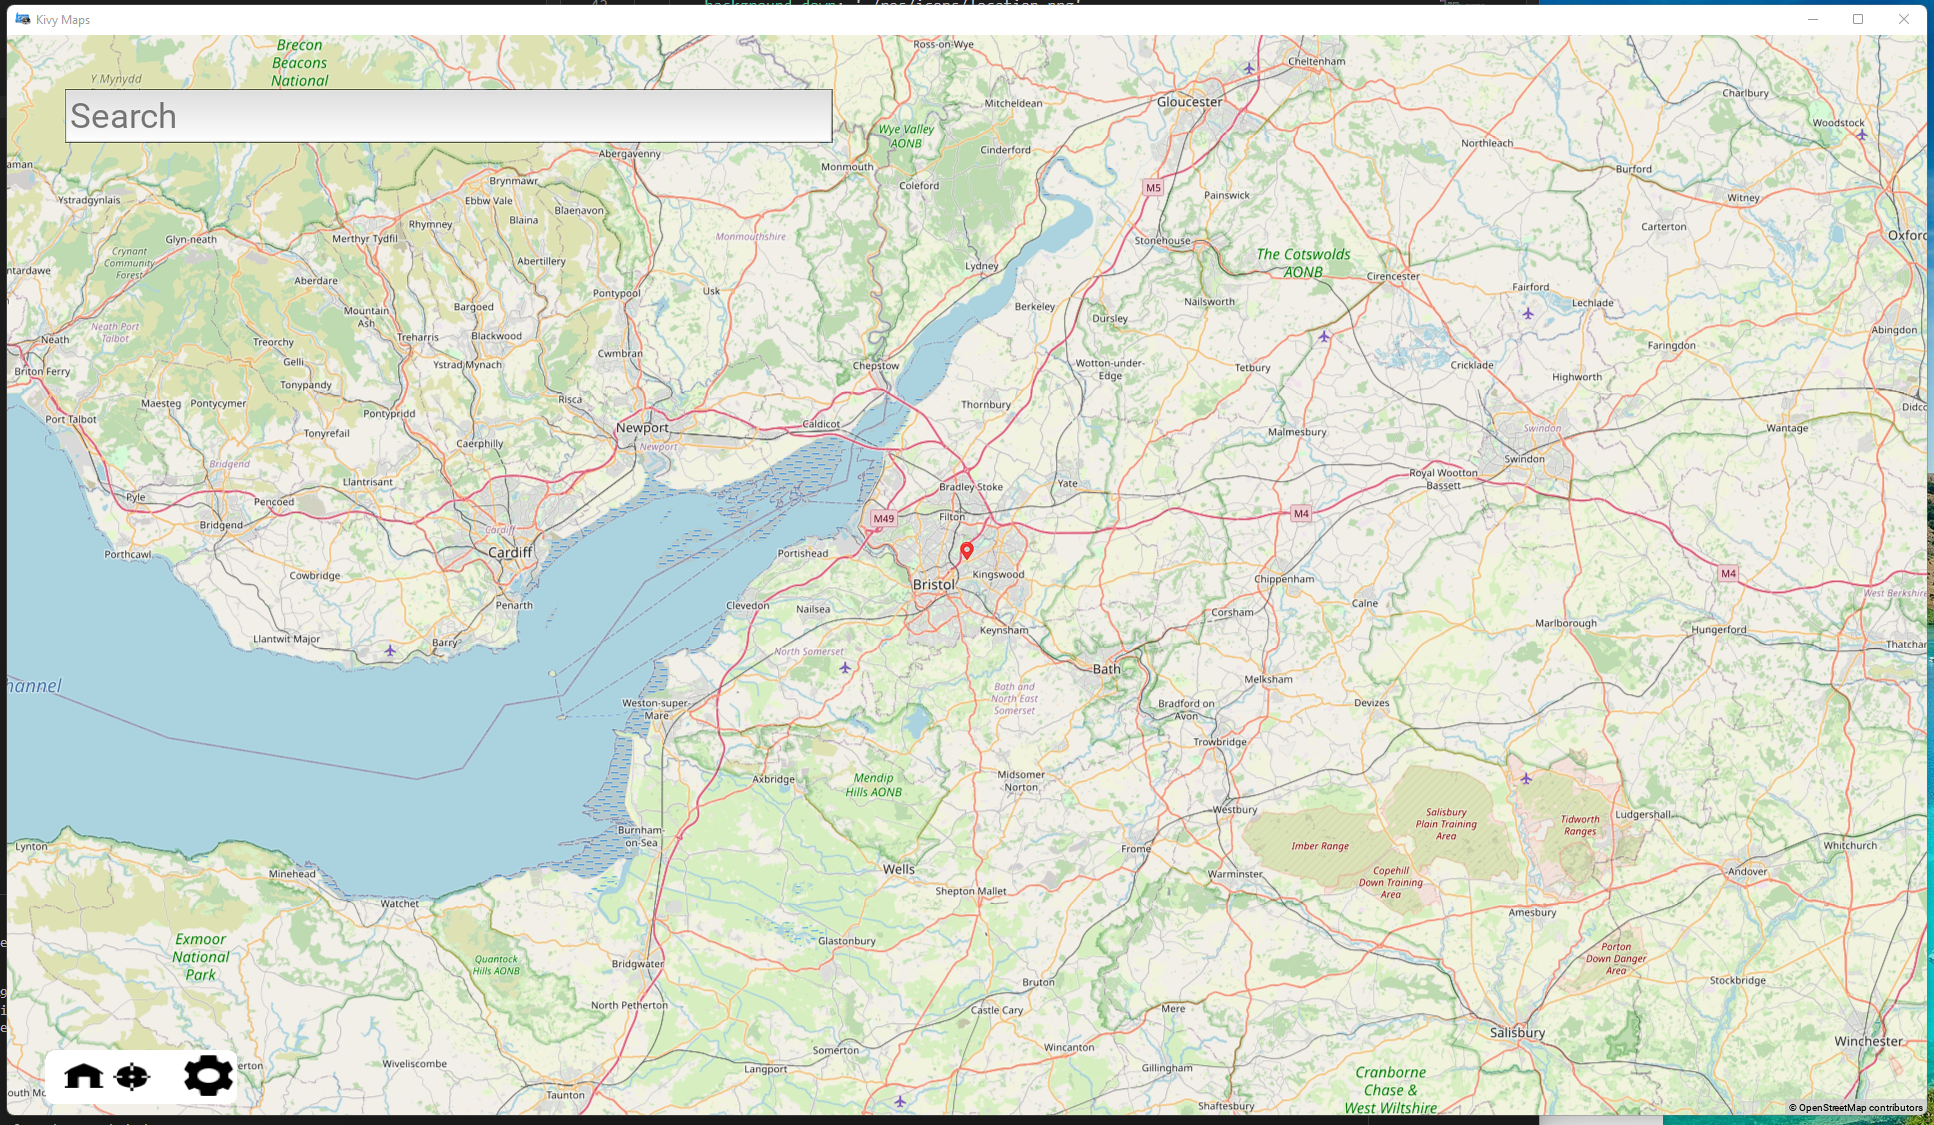 background_down: './res/icons/location.png'
Kivy Maps
Brecon
Beacons
National
Ross-on-Wye
Cheltenham
Y Mynydd
Search
Mitcheldean
Gloucester
Charlbury
Woodstock
Wye Valley
AONB
Cinderford
Northleach
Abergavenny
Monmouth
Burford
Brynmawr
Coleford
M5
Painswick
Witney
Ystradgynlais
Ebbw Vale
Blaenavon
Blaina
Rhymney
Carterton
Glyn-neath
Merthyr Tydfil
Monmouthshire
Stonehouse
Oxford
Crynant
Community
Forest
The Cotswolds
AONB
Abertillery
Lydney
Cirencester
Aberdare
Pontypool
Usk
Fairford
Bargoed
Berkeley
Nailsworth
Lechlade
Mountain
Ash
Dursley
Neath Port
Talbot
Abingdon
Neath
Treorchy
Treharris
Blackwood
Cwmbran
Faringdon
Gelli
Ystrad Mynach
Chepstow
Wotton-under-
Edge
Tetbury
Cricklade
Briton Ferry
Tonypandy
Highworth
Maesteg
Pontycymer
Risca
Thornbury
Port Talbot
Pontypridd
Newport
Caldicot
Malmesbury
Swindon
Wantage
Tonyrefail
Caerphilly
Newport
Bridgend
Swindon
Llantrisant
Bradley Stoke
Yate
Royal Wootton
Bassett
Pyle
Pencoed
Bridgend
Cardiff
M49
Filton
M4
Cardiff
Porthcawl
Portishead
Cowbridge
Bristol
Kingswood
Chippenham
M4
West Berkshire
Penarth
Clevedon
Nailsea
Corsham
Calne
Llantwit Major
Barry
Keynsham
Marlborough
Hungerford
North Somerset
Bath
Melksham
Bath and
North East
Somerset
Weston-super-
Mare
Bradford on
Avon
Devizes
Trowbridge
Axbridge
Mendip
Hills AONB
Midsomer
Norton
Westbury
Salisbury
Plain Training
Area
Tidworth
Ranges
Ludgershall
Burnham-
on-Sea
Lynton
Imber Range
Frome
Whitchurch
Minehead
Wells
Warminster
Copehill
Down Training
Area
Andover
Shepton Mallet
Watchet
Amesbury
Exmoor
National
Park
Glastonbury
Quantock
Hills AONB
Bridgwater
Porton
Down Danger
Area
Bruton
Stockbridge
North Petherton
Castle Cary
Mere
Salisbury
Winchester
Somerton
Wincanton
Wiveliscombe
Langport
Gillingham
Cranborne
Chase &
West Wiltshire
Taunton
Shaftesbury
© OpenStreetMap contributors